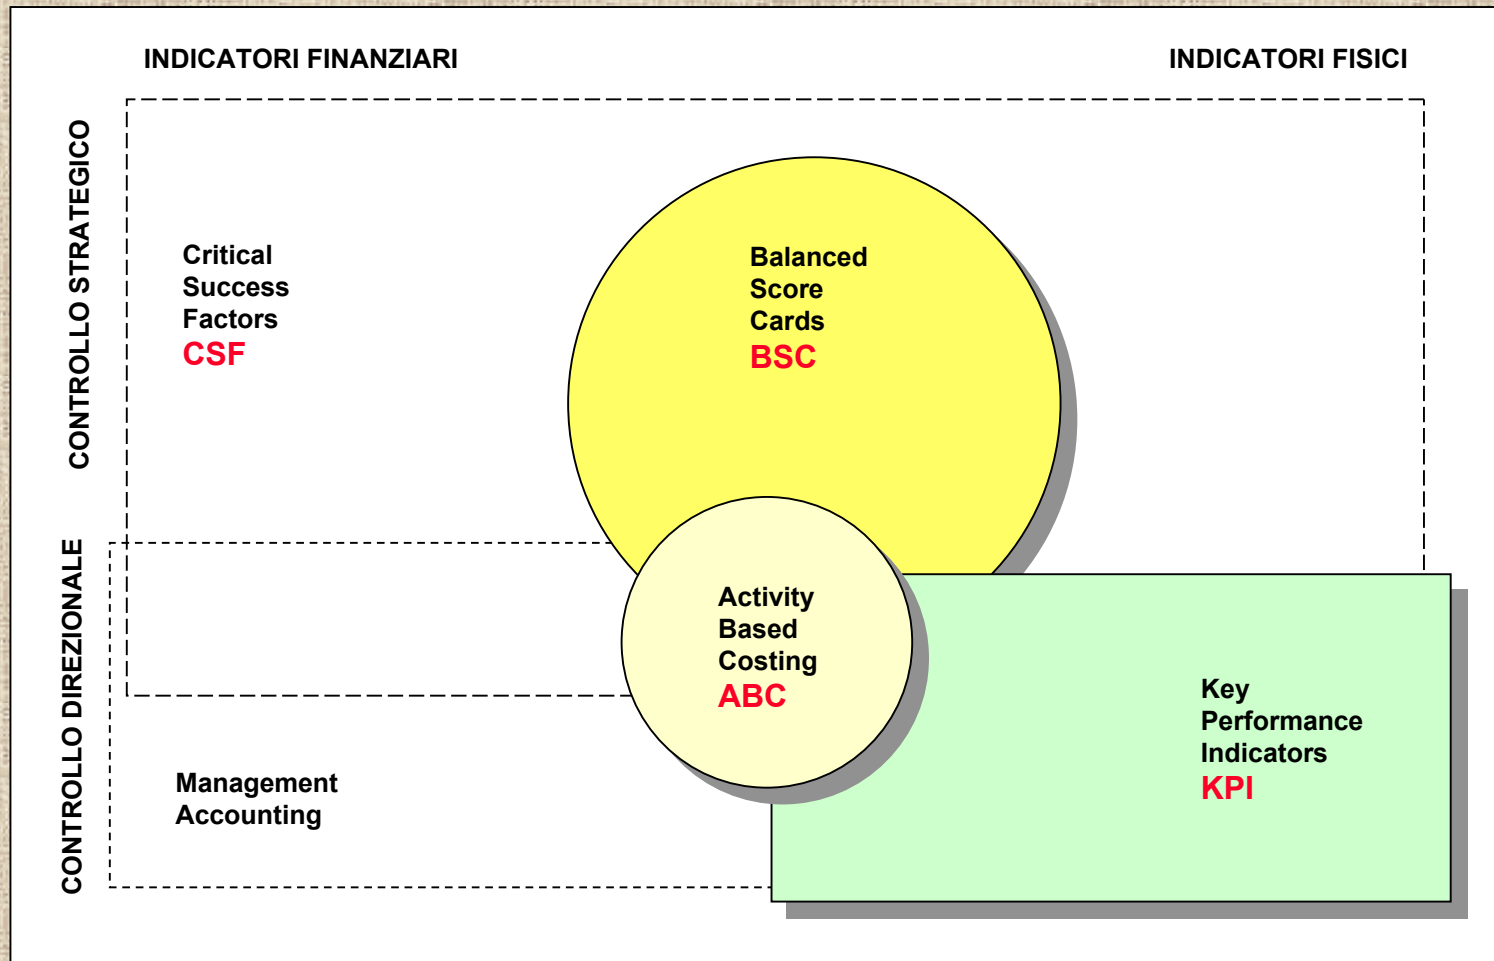 INDICATORI FINANZIARI
INDICATORI FISICI
CONTROLLO STRATEGICO
Critical
Success
Factors
CSF
Balanced
Score
Cards
BSC
CONTROLLO DIREZIONALE
Activity
Based
Costing
ABC
Key
Performance
Indicators
KPI
Management
Accounting